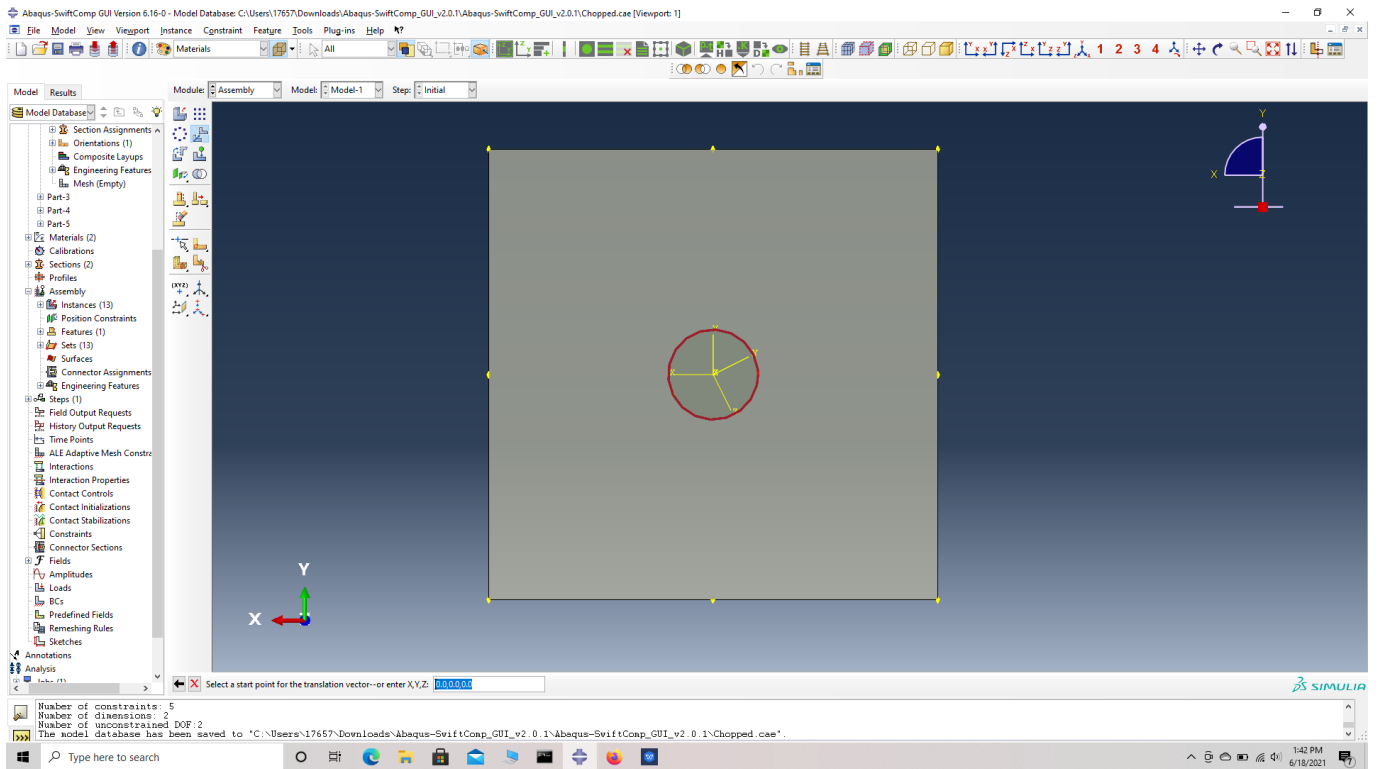 Abaqus-SwiftComp GUI Version 6.16-0 - Model Database: C:\Users\17657\Downloads\Abaqus-SwiftComp_GUI_v2.0.1\Abaqus-SwiftComp_GUI_v2.0.1\Chopped.cae [Viewport: 1]
File Model Viewport View Instance Constraint Feature Tools Plug-ins Help
Materials All 1 2 3 4
Model Results Module: Assembly Model: Model-1 Step: Initial
Model Database
Section Assignments
Orientations (1)
Composite Layups
Engineering Features
Mesh (Empty)
Part-3
Part-4
Part-5
Materials (2)
Calibrations
Sections (2)
Profiles
Assembly
Instances (13)
Position Constraints
Features (1)
Sets (13)
Surfaces
Connector Assignments
Engineering Features
Steps (1)
Field Output Requests
History Output Requests
Time Points
ALE Adaptive Mesh Constra
Interactions
Interaction Properties
Contact Controls
Contact Initializations
Contact Stabilizations
Constraints
Connector Sections
Fields
Amplitudes
Loads
BCs
Predefined Fields
Remeshing Rules
Sketches
Annotations
Analysis
Jobs (1)
(XYZ)
Y
X Z
Y
X
Select a start point for the translation vector--or enter X,Y,Z: 0.0,0.0,0.0
SIMULIA
Number of constraints: 5
Number of dimensions: 2
Number of unconstrained DOF:2
The model database has been saved to "C:\Users\17657\Downloads\Abaqus-SwiftComp_GUI_v2.0.1\Abaqus-SwiftComp_GUI_v2.0.1\Chopped.cae".
Type here to search
1:42 PM
6/18/2021